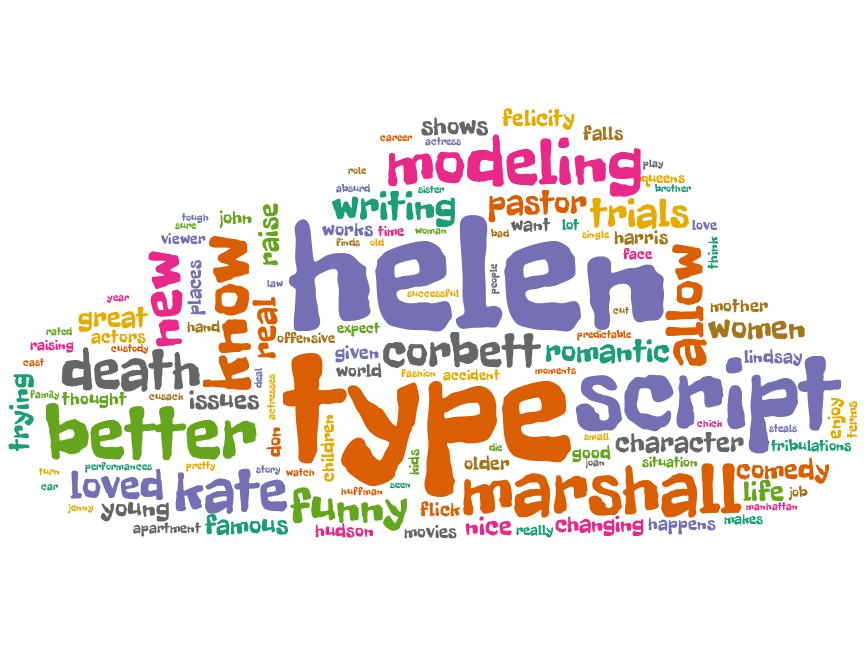 felicity
shows
falls
career
actress
modeling
play
role
queens
absurd
sister
brother
writing
pastor
trials
tough
sure
john
raise
works
time
woman
bad
want
lot
single
harris
love
viewer
finds
old
face
think
new
places
know
law
helen
people
allow
successful
year
great
hand
real
cut
mother
rated
actors
offensive
expect
predictable
women
raising
custody
given
corbett
romantic
lindsay
cast
death
deal
world
fashion
accident
moments
script
trying
family
thought
cusack
issues
actresses
type
chick
steals
enjoy
terms
better
don
children
small
character
tribulations
die
good
joan
situation
turn
performances
pretty
story
watch
kids
older
comedy
car
loved
kate
huffman
seen
marshall
life
job
jenny
young
funny
flick
manhattan
apartment
famous
hudson
movies
nice
really
changing
happens
makes